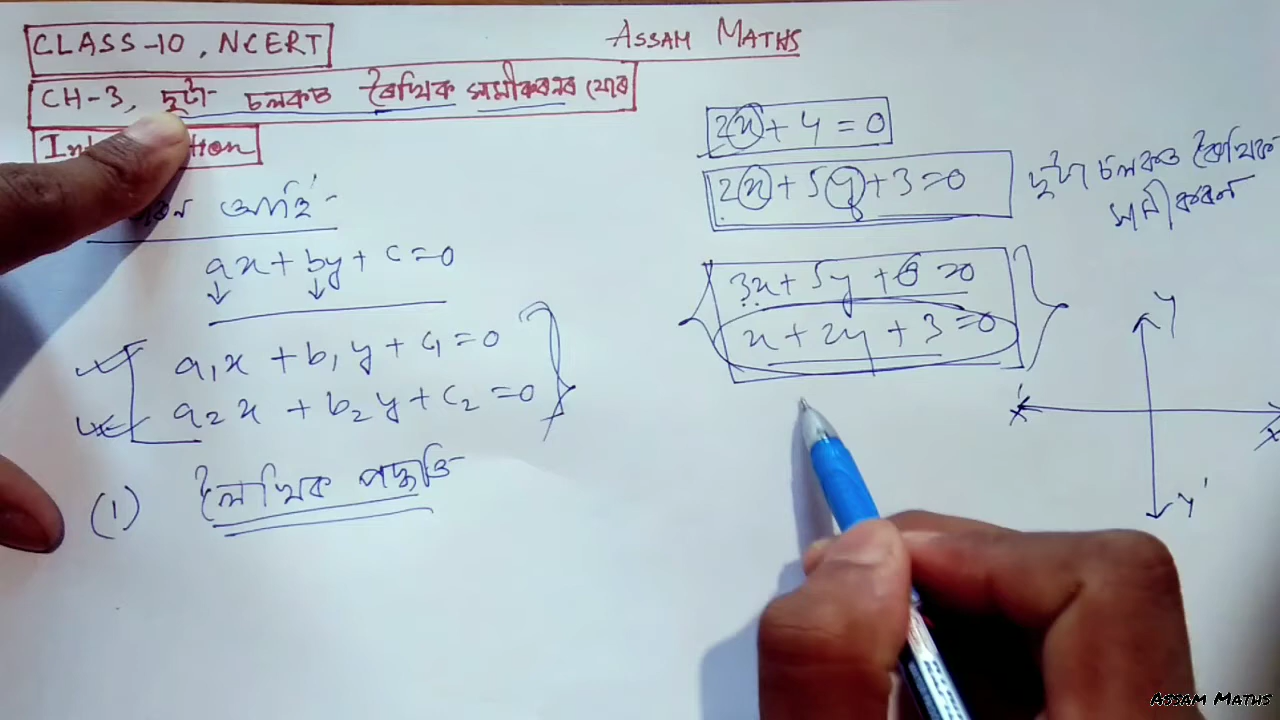 CLASS-10, NCERT
ASSAM MATHS
CH-3, দুটা চলকত ৰৈখিক সমীকৰণৰ যোৰ
আৰ্হি :-
ax + by + c = 0
a₁x + b₁y + c₁ = 0
a₂x + b₂y + c₂ = 0
(1) লৈখিক পদ্ধতি
2x + 4 = 0
2x + 5y + 3 = 0
দুটা চলকত ৰৈখিক
সমীকৰণ
3x + 5y + 6 = 0
x + 2y + 3 = 0
y
x'
x
y'
ASSAM MATHS